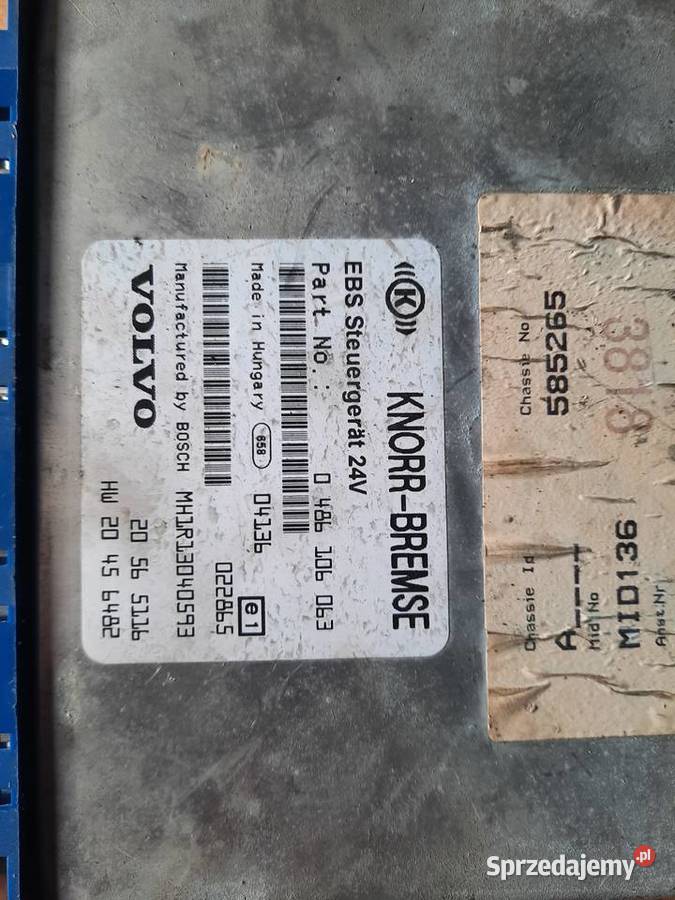 KNORR-BREMSE
EBS Steuergerät 24V
Part No.: 0 486 106 063
Made in Hungary 658 04136 e1
022865
Manufactured by BOSCH MH1R13040593
VOLVO 20 56 5116
HW 20 45 6482
3818
Chassie No
585265
Chassie Id
A----
Mid No
MID136
Anst.Nr
Sprzedajemy.pl